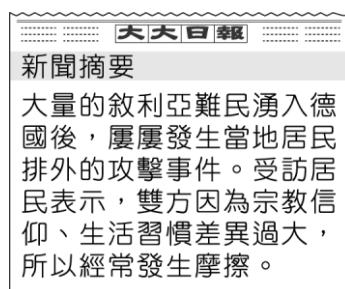 大大日報
新聞摘要
大量的敘利亞難民湧入德
國後，屢屢發生當地居民
排外的攻擊事件。受訪居
民表示，雙方因為宗教信
仰、生活習慣差異過大，
所以經常發生摩擦。